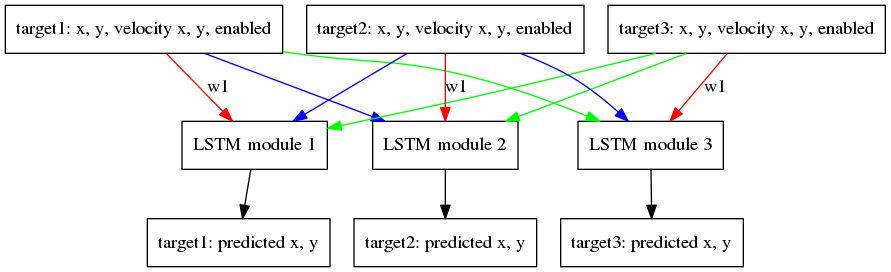 target1: x, y, velocity x, y, enabled
target2: x, y, velocity x, y, enabled
target3: x, y, velocity x, y, enabled
w1
w1
w1
LSTM module 1
LSTM module 2
LSTM module 3
target1: predicted x, y
target2: predicted x, y
target3: predicted x, y